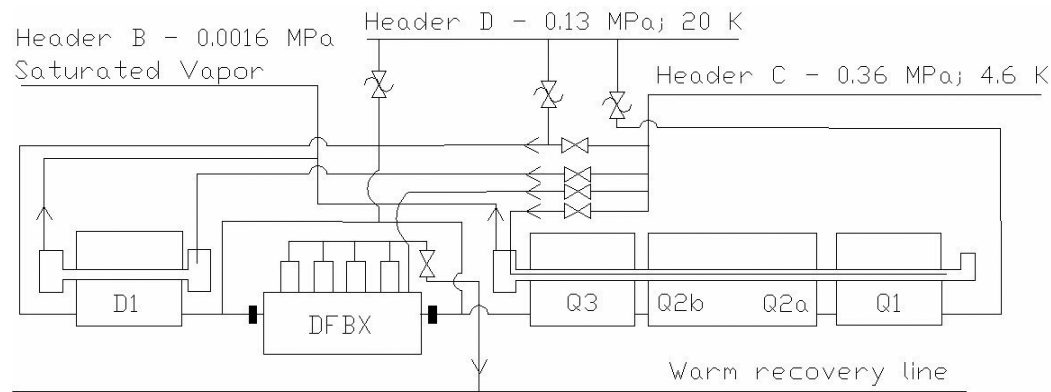 Header D - 0.13 MPa; 20 K
Header B - 0.0016 MPa
Saturated Vapor
Header C - 0.36 MPa; 4.6 K
D1
DFBX
Q3
Q2b
Q2a
Q1
Warm recovery line